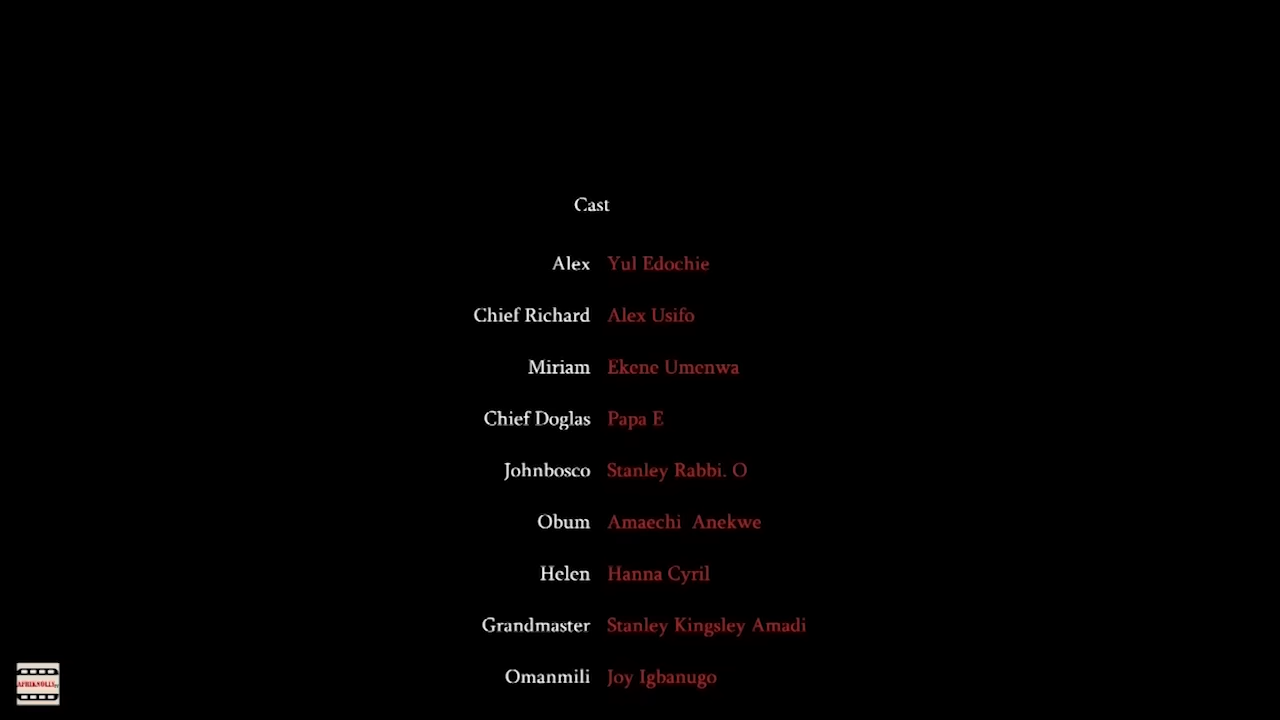 Cast
Alex Yul Edochie
Chief Richard Alex Usifo
Miriam Ekene Umenwa
Chief Doglas Papa E
Johnbosco Stanley Rabbi. O
Obum Amaechi Anekwe
Helen Hanna Cyril
Grandmaster Stanley Kingsley Amadi
Omanmili Joy Igbanugo